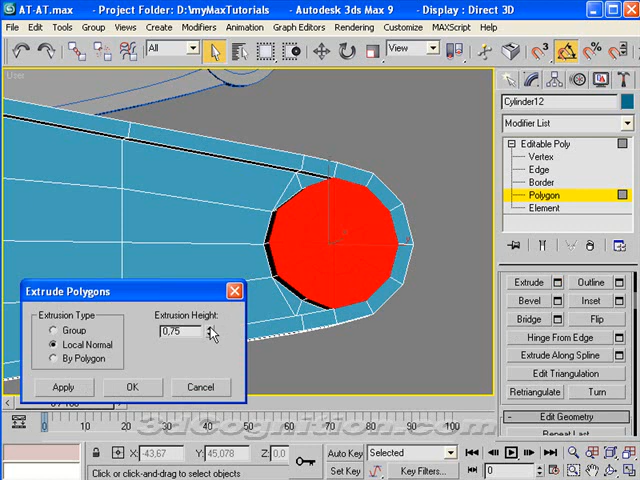 AT-AT.max - Project Folder: D:\myMaxTutorials - Autodesk 3ds Max 9 - Display : Direct 3D
File Edit Tools Group Views Create Modifiers Animation Graph Editors Rendering Customize MAXScript
All View
User
Cylinder12
Modifier List
Editable Poly
Vertex
Edge
Border
Polygon
Element
Extrude Outline
Bevel Inset
Bridge Flip
Hinge From Edge
Extrude Along Spline
Edit Triangulation
Retriangulate Turn
- Edit Geometry
Repeat Last
Extrude Polygons
Extrusion Type
Group
Local Normal
By Polygon
Extrusion Height:
0,75
Apply OK Cancel
0 10 20 30 40 50 60 70 80 90 100
3dCognition.com
X: -43,67 Y: 45,078 Z: 0,0
Auto Key Selected
Click or click-and-drag to select objects
Set Key Key Filters... 0